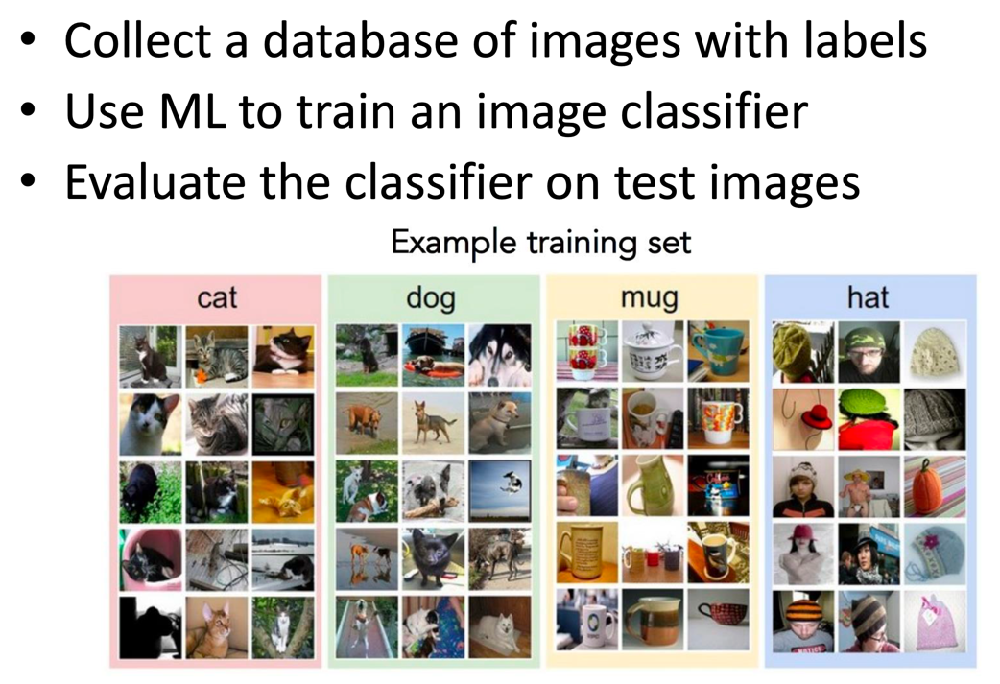 • Collect a database of images with labels
• Use ML to train an image classifier
• Evaluate the classifier on test images
Example training set
cat
dog
mug
hat
NOTICE